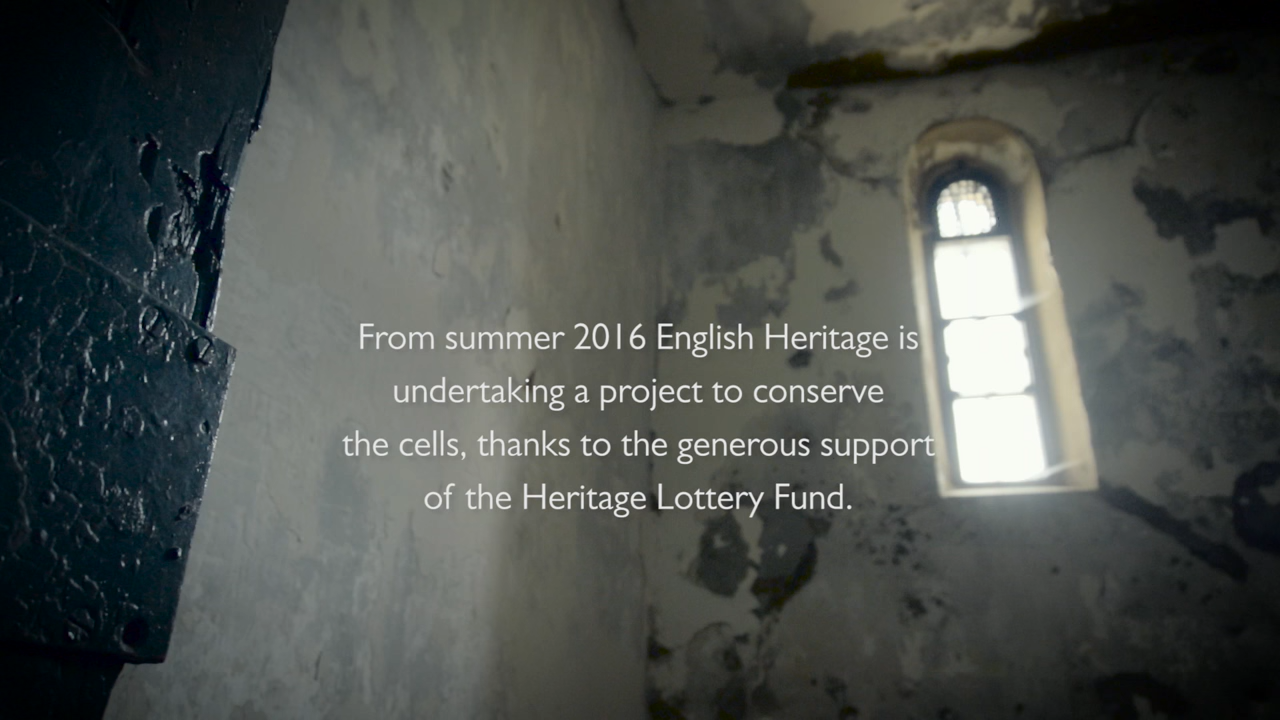 From summer 2016 English Heritage is
undertaking a project to conserve
the cells, thanks to the generous support
of the Heritage Lottery Fund.